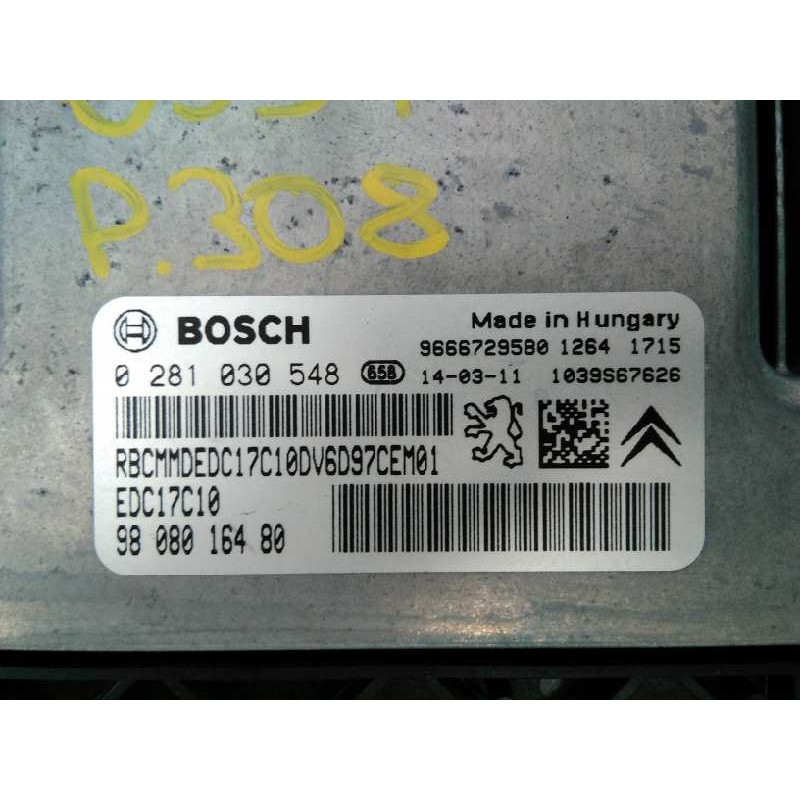 P.308
BOSCH
Made in Hungary
9666729580 1264 1715
0 281 030 548 658 14-03-11 1039S67626
RBCMMDEDC17C10DV6D97CEM01
EDC17C10
98 080 164 80